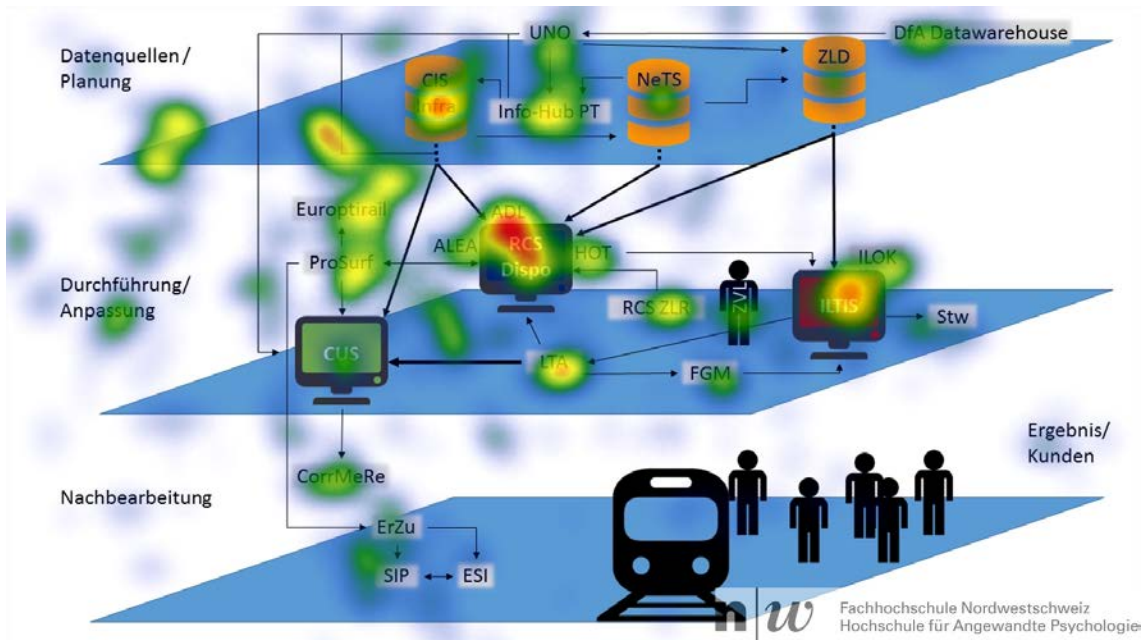 Datenquellen/
Planung
UNO
DfA Datawarehouse
ZLD
CIS
Infra
Info-Hub PT
NeTS
Europtirail
ADL
ALEA
RCS
Dispo
HOT
ILOK
ProSurf
Durchführung/
Anpassung
RCS ZLR
ZVL
ILTIS
Stw
CUS
LTA
FGM
Ergebnis/
Kunden
CorrMeRe
Nachbearbeitung
ErZu
SIP
ESI
n|w
Fachhochschule Nordwestschweiz
Hochschule für Angewandte Psychologie